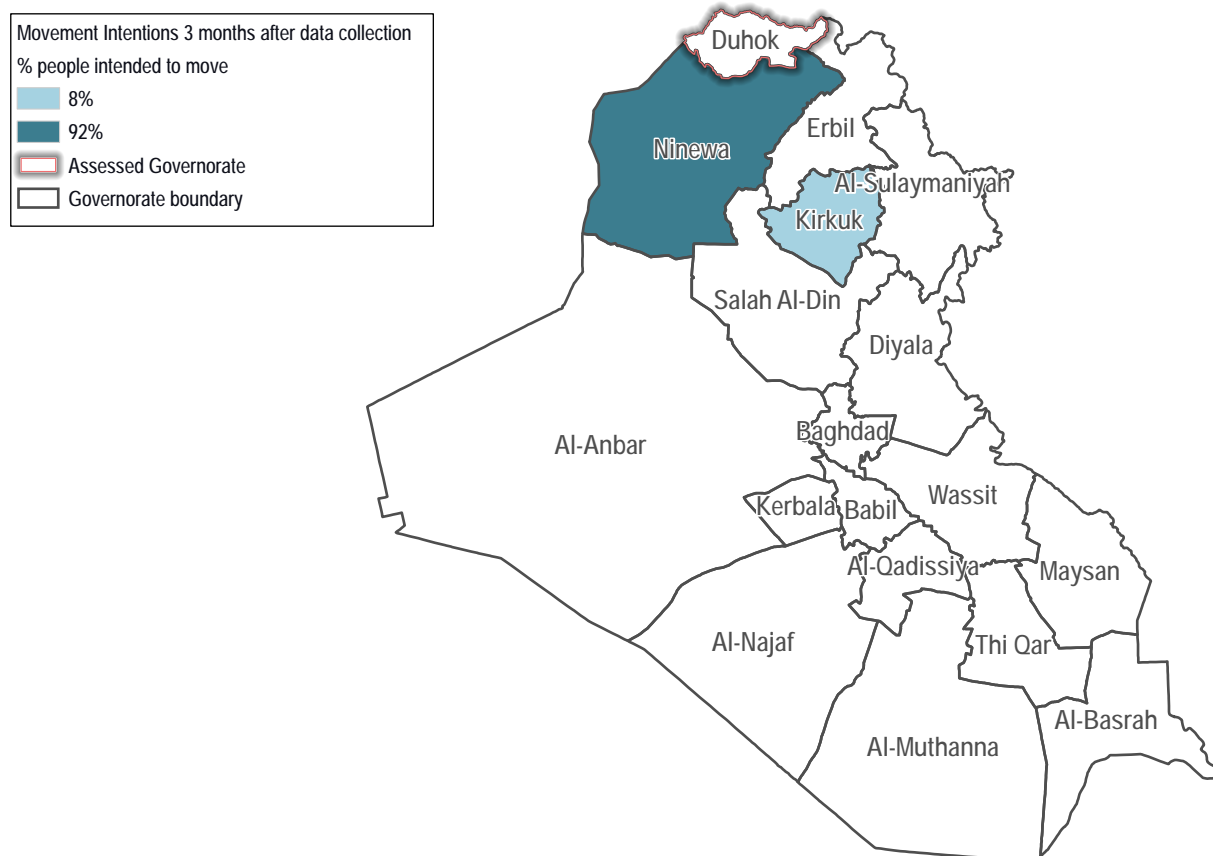 Movement Intentions 3 months after data collection
% people intended to move
8%
92%
Assessed Governorate
Governorate boundary
Duhok
Erbil
Ninewa
Al-Sulaymaniyah
Kirkuk
Salah Al-Din
Diyala
Baghdad
Al-Anbar
Wassit
Kerbala
Babil
Al-Qadissiya
Maysan
Al-Najaf
Thi Qar
Al-Basrah
Al-Muthanna